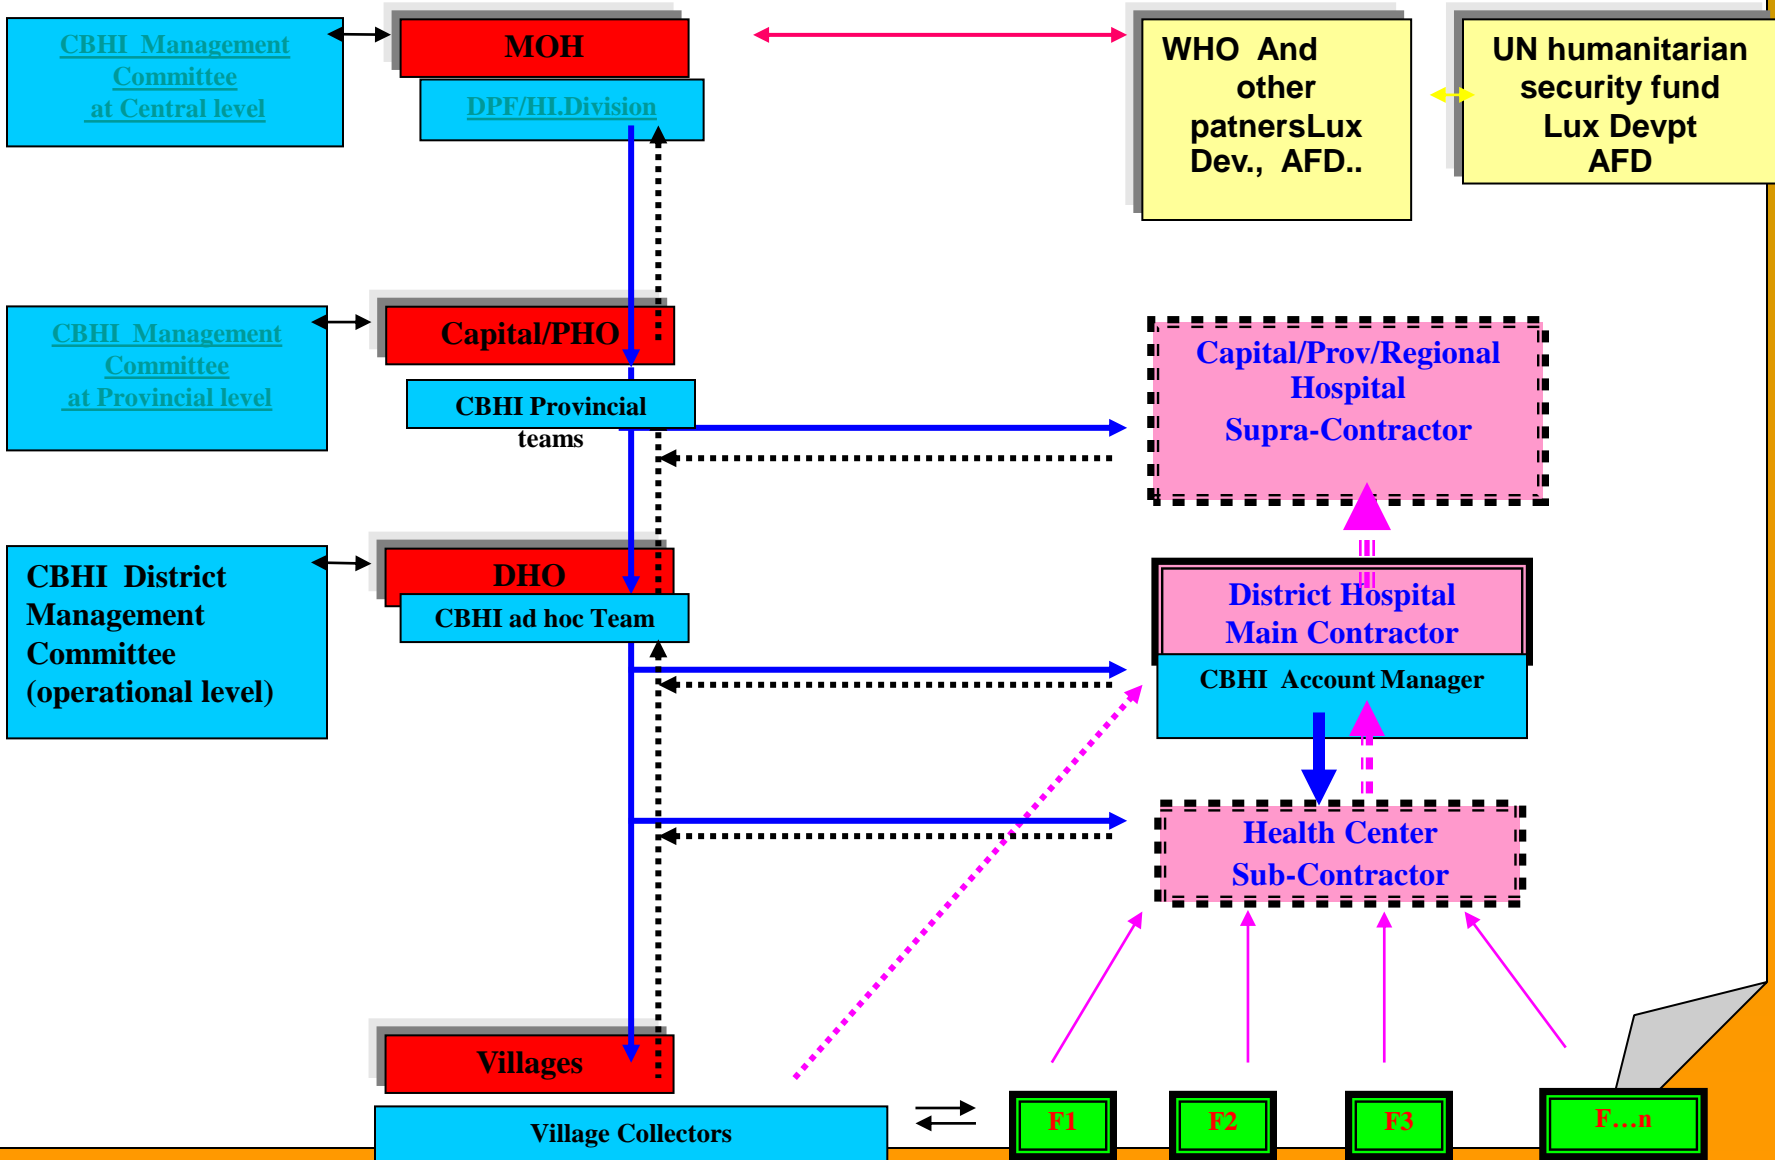 CBHI Management
Committee
at Central level
MOH
DPF/HI.Division
WHO And
other
patnersLux
Dev., AFD..
UN humanitarian
security fund
Lux Devpt
AFD
CBHI Management
Committee
at Provincial level
Capital/PHO
CBHI Provincial
teams
Capital/Prov/Regional
Hospital
Supra-Contractor
CBHI District
Management
Committee
(operational level)
DHO
CBHI ad hoc Team
District Hospital
Main Contractor
CBHI Account Manager
Health Center
Sub-Contractor
Villages
Village Collectors
F1
F2
F3
F…n